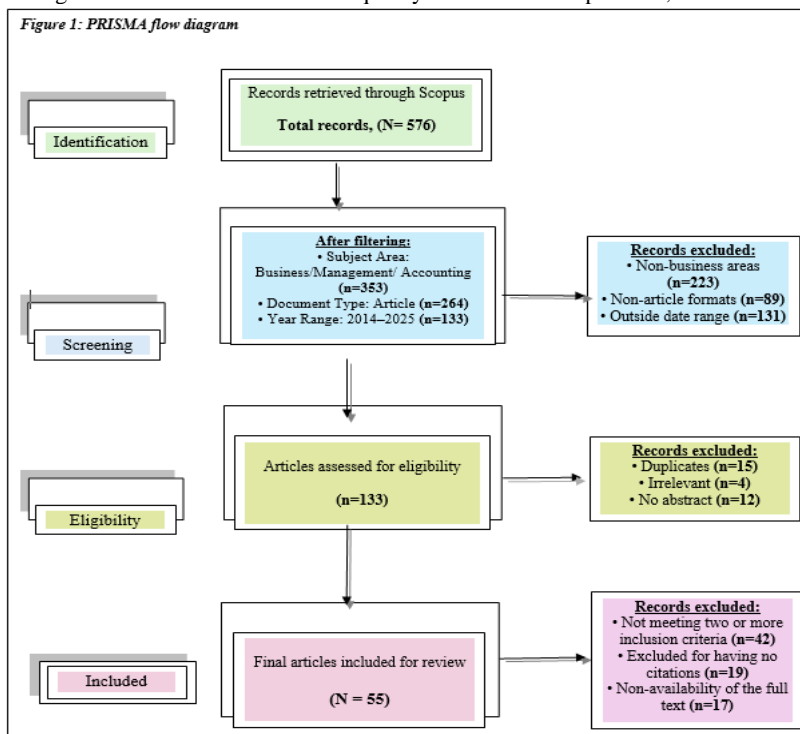 Figure 1: PRISMA flow diagram
Records retrieved through Scopus
Total records, (N= 576)
Identification
After filtering:
• Subject Area:
Business/Management/ Accounting
(n=353)
• Document Type: Article (n=264)
• Year Range: 2014–2025 (n=133)
Records excluded:
• Non-business areas
(n=223)
• Non-article formats (n=89)
• Outside date range (n=131)
Screening
Articles assessed for eligibility
(n=133)
Records excluded:
• Duplicates (n=15)
• Irrelevant (n=4)
• No abstract (n=12)
Eligibility
Final articles included for review
(N = 55)
Records excluded:
• Not meeting two or more
inclusion criteria (n=42)
• Excluded for having no
citations (n=19)
• Non-availability of the full
text (n=17)
Included